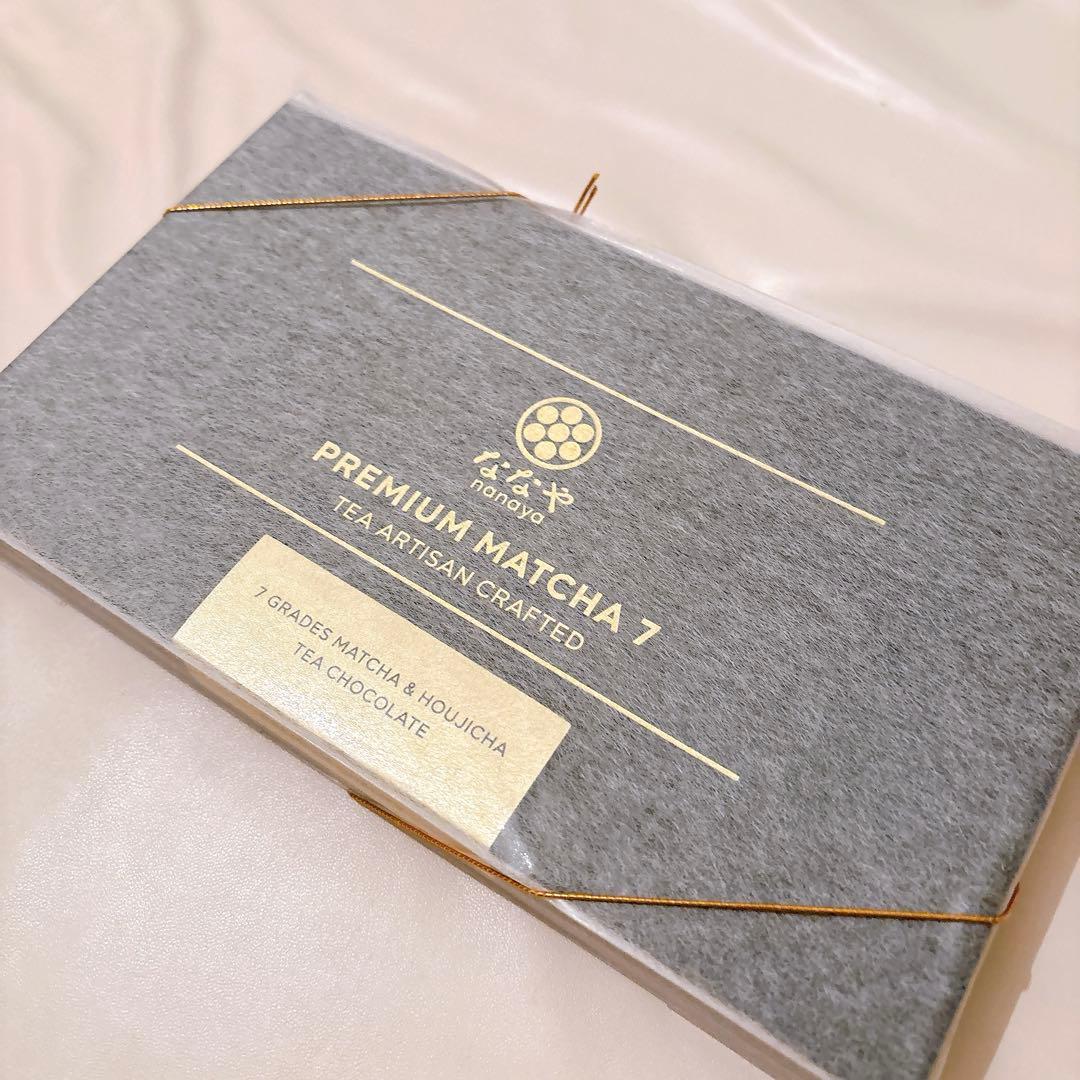 ななや
nanaya
PREMIUM MATCHA 7
TEA ARTISAN CRAFTED
7 GRADES MATCHA & HOUJICHA
TEA CHOCOLATE